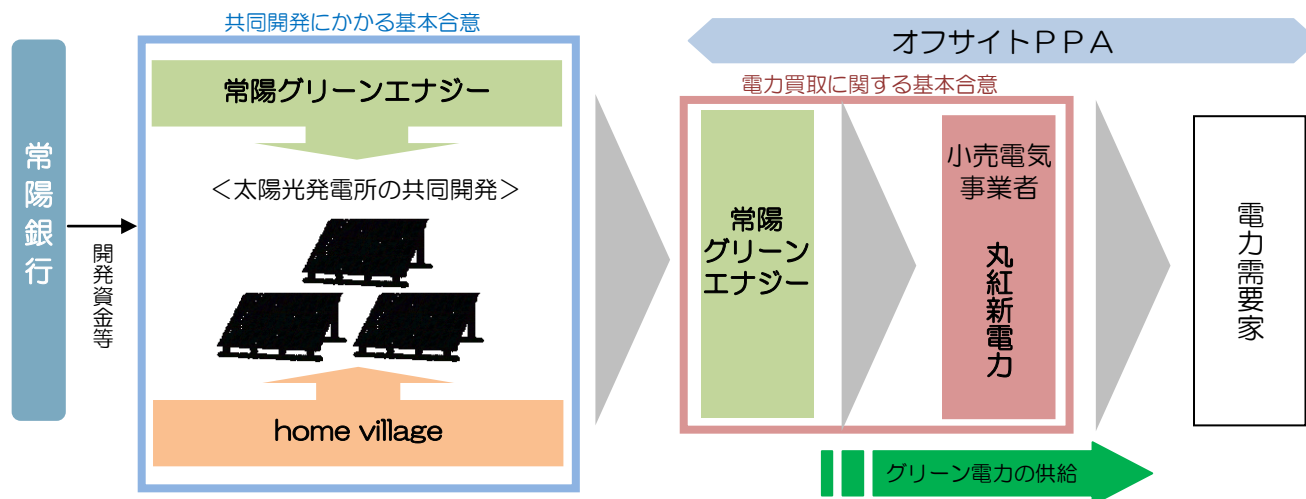 共同開発にかかる基本合意
オフサイトPPA
常陽銀行
開発資金等
常陽グリーンエナジー
＜太陽光発電所の共同開発＞
home village
電力買取に関する基本合意
常陽
グリーン
エナジー
小売電気
事業者
丸紅新電力
電力需要家
グリーン電力の供給